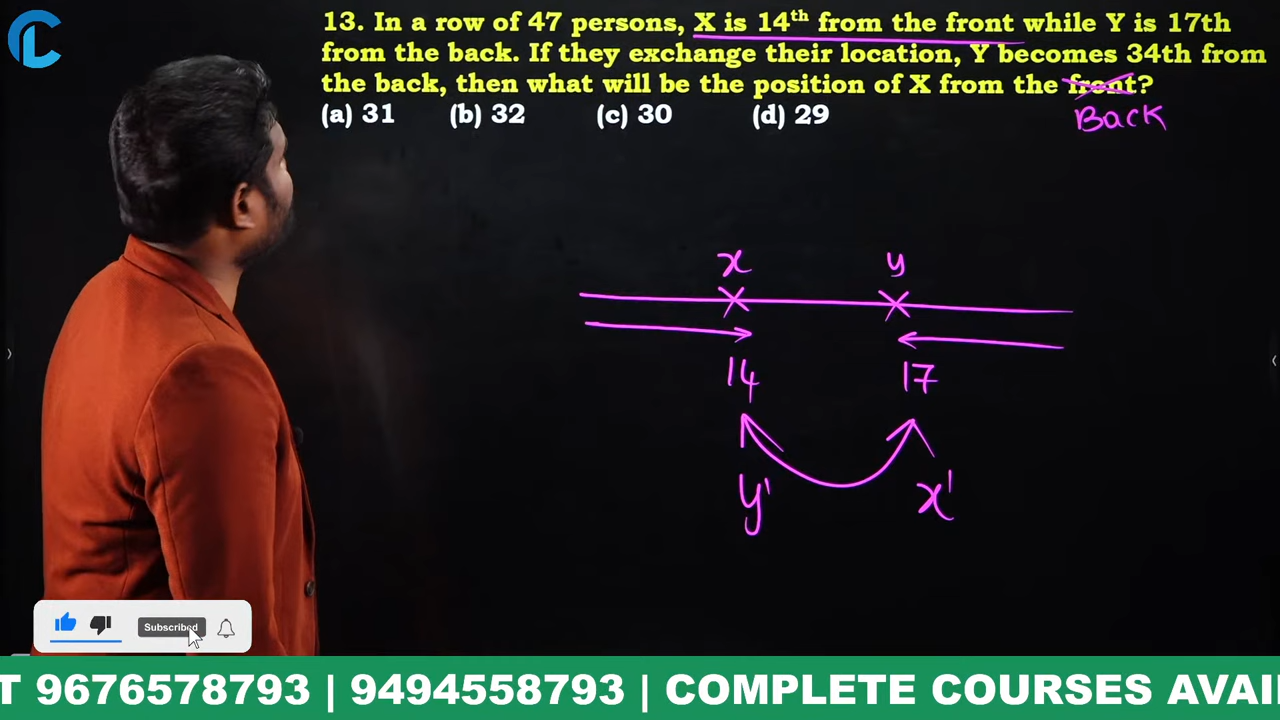 13. In a row of 47 persons, X is 14th from the front while Y is 17th
from the back. If they exchange their location, Y becomes 34th from
the back, then what will be the position of X from the front?
(a) 31 (b) 32 (c) 30 (d) 29
Back
x y
14 17
y' x'
Subscribed
T 9676578793 | 9494558793 | COMPLETE COURSES AVAI